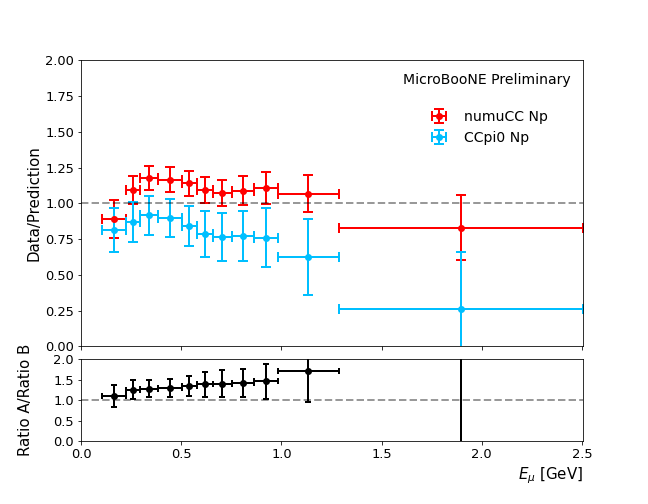 2.00
MicroBooNE Preliminary
1.75
1.50
numuCC Np
CCpi0 Np
1.25
1.00
0.75
0.50
0.25
0.00
Data/Prediction
2.0
1.5
1.0
0.5
0.0
Ratio A/Ratio B
0.0 0.5 1.0 1.5 2.0 2.5
E_μ [GeV]